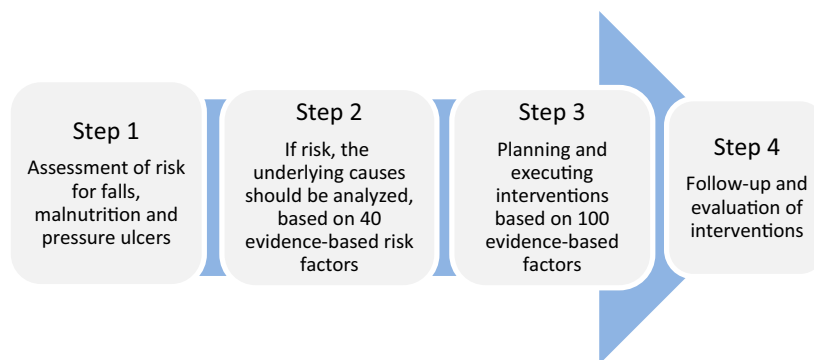 Step 1
Assessment of risk
for falls,
malnutrition and
pressure ulcers
Step 2
If risk, the
underlying causes
should be analyzed,
based on 40
evidence-based risk
factors
Step 3
Planning and
executing
interventions
based on 100
evidence-based
factors
Step 4
Follow-up and
evaluation of
interventions